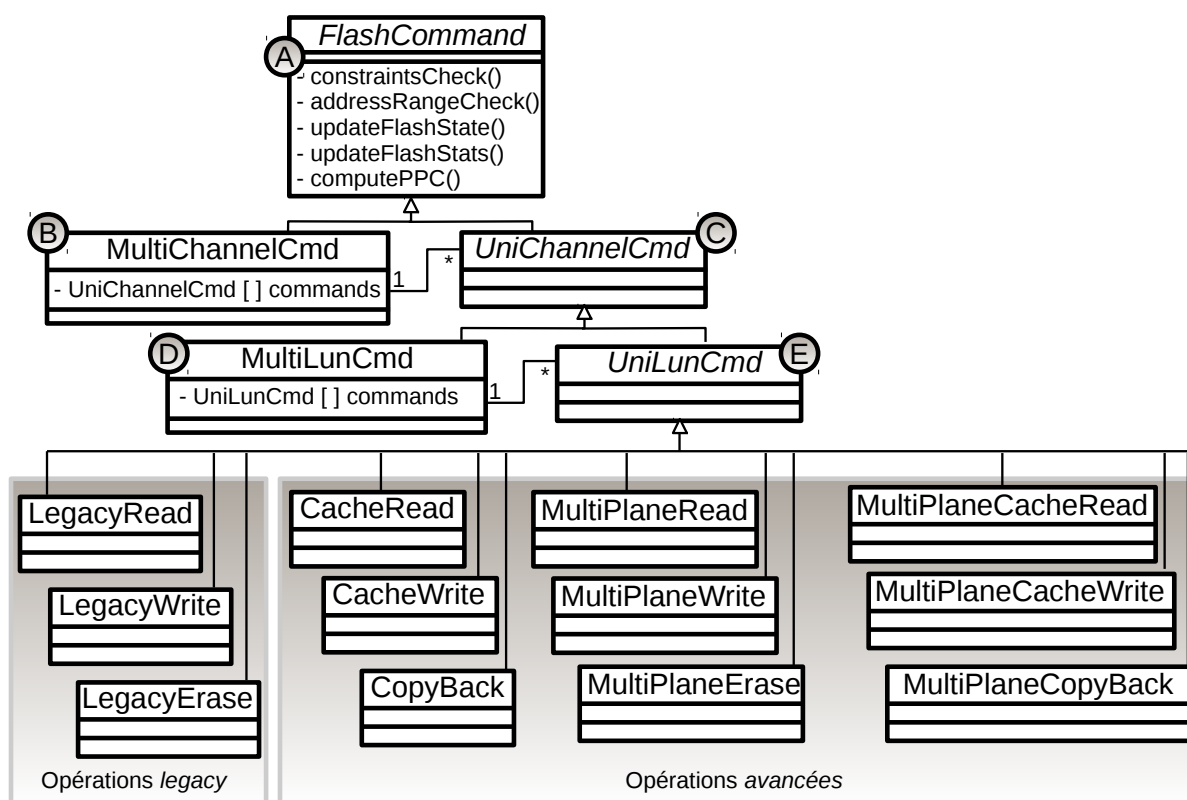 FlashCommand
A
- constraintsCheck()
- addressRangeCheck()
- updateFlashState()
- updateFlashStats()
- computePPC()
B
MultiChannelCmd
- UniChannelCmd [ ] commands
1
*
UniChannelCmd
C
D
MultiLunCmd
- UniLunCmd [ ] commands
1
*
UniLunCmd
E
LegacyRead
LegacyWrite
LegacyErase
Opérations legacy
CacheRead
CacheWrite
CopyBack
MultiPlaneRead
MultiPlaneWrite
MultiPlaneErase
MultiPlaneCacheRead
MultiPlaneCacheWrite
MultiPlaneCopyBack
Opérations avancées